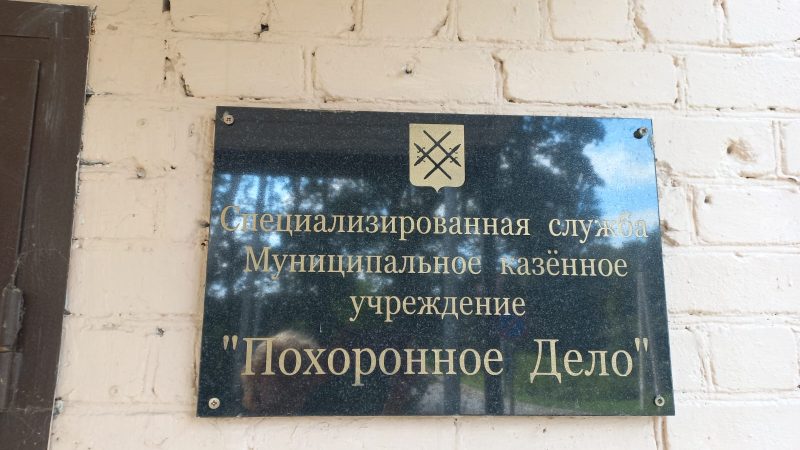 Специализированная служба
Муниципальное казённое
учреждение
"Похоронное Дело"